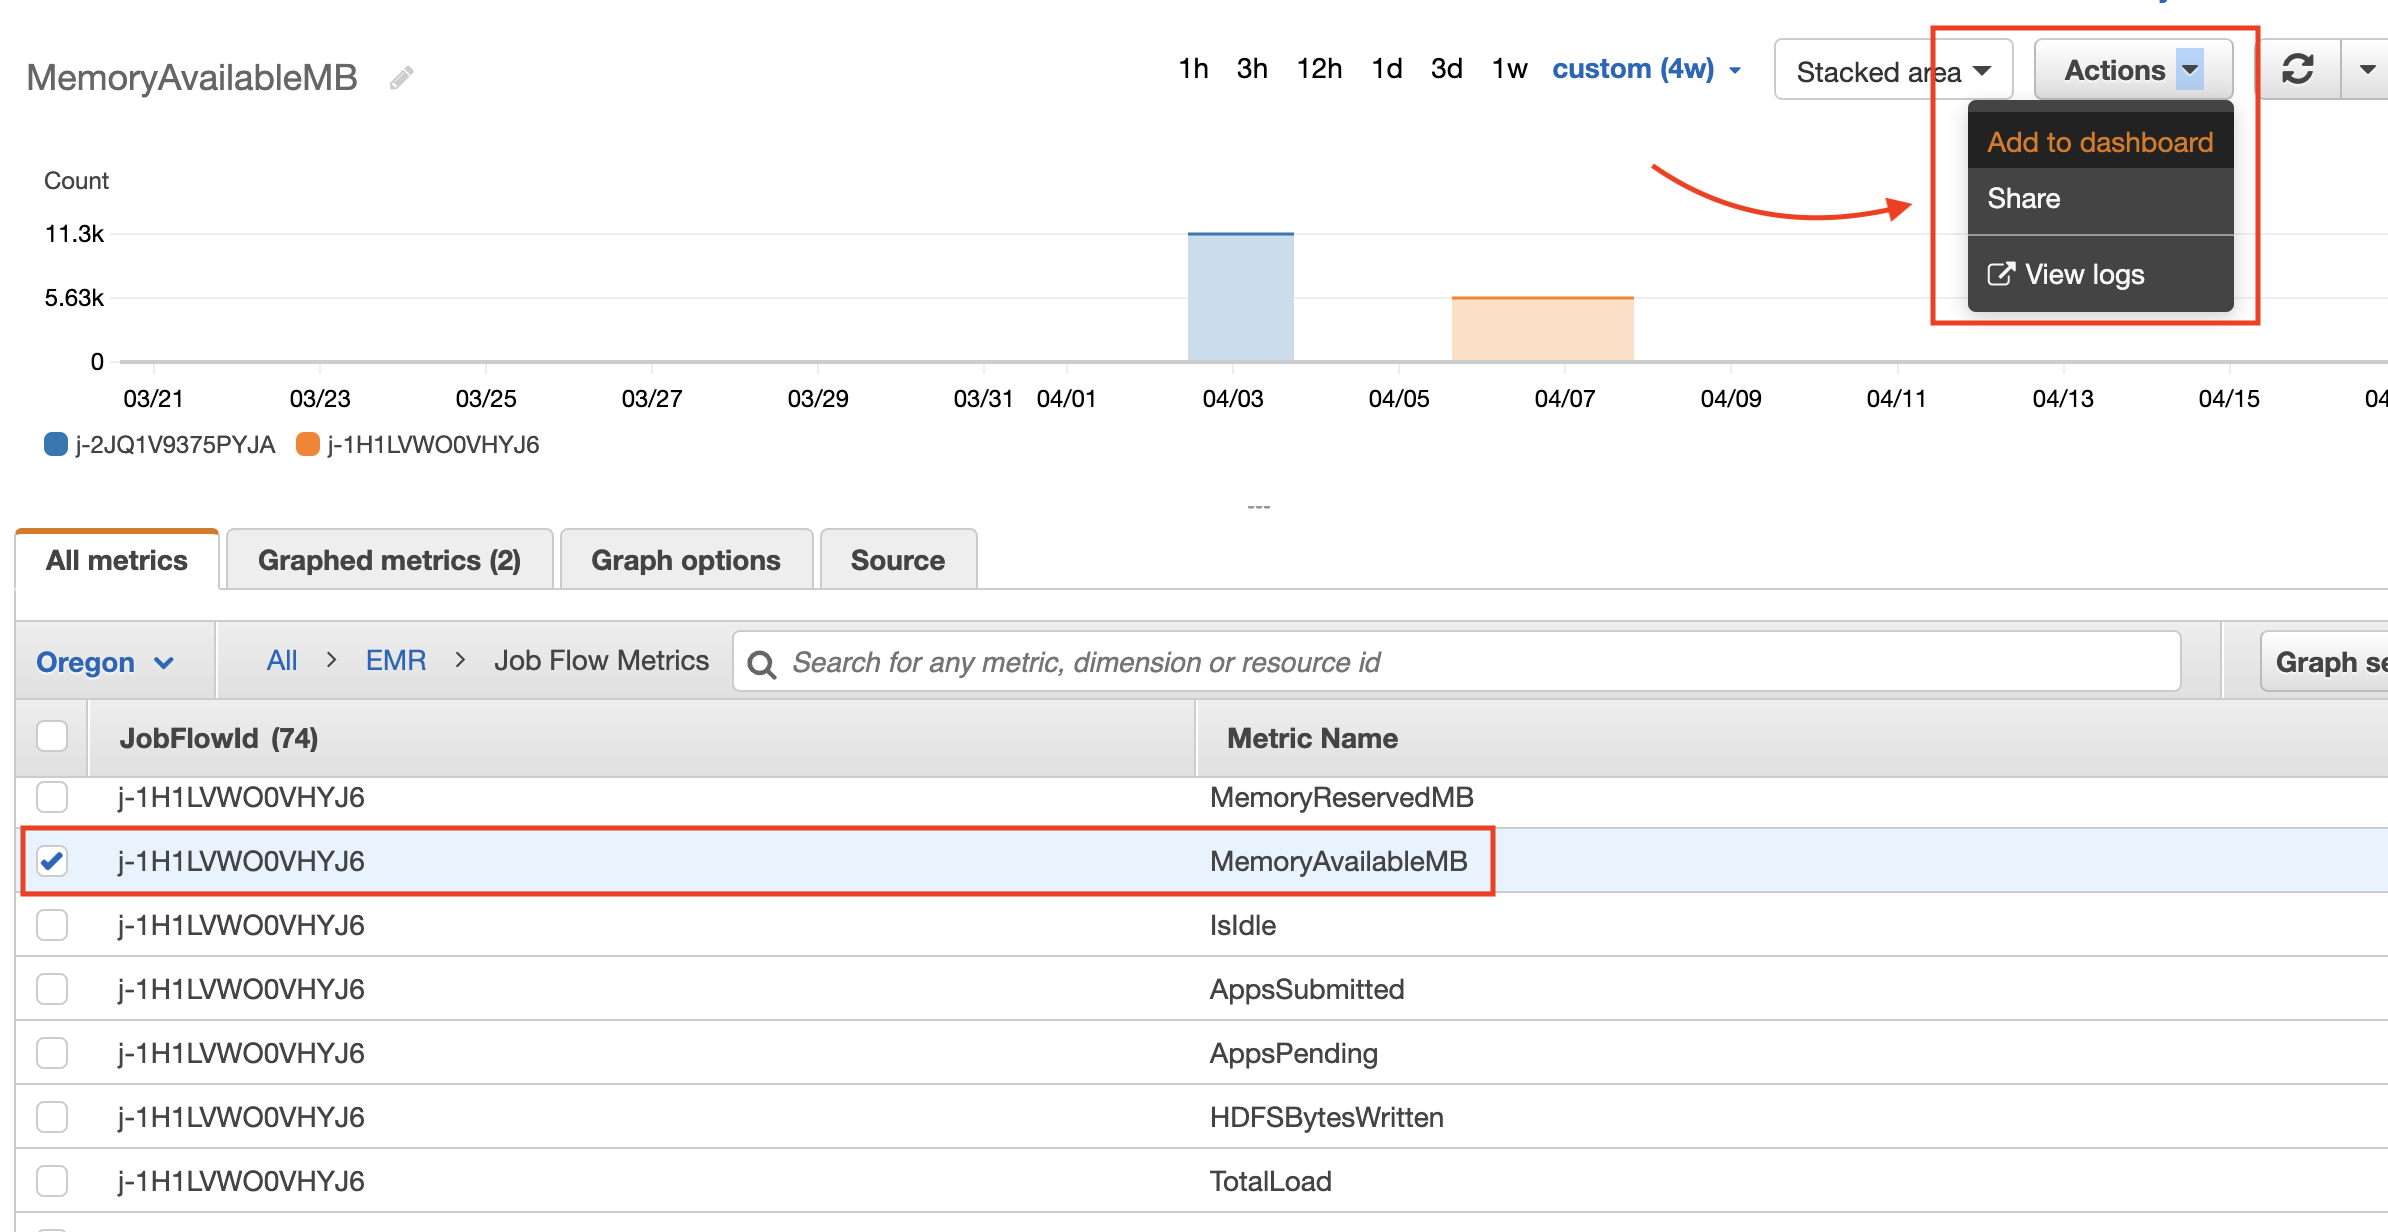 MemoryAvailableMB 1h 3h 12h 1d 3d 1w custom (4w) Stacked area Actions
Add to dashboard
Share
View logs
Count
11.3k
5.63k
0
03/21 03/23 03/25 03/27 03/29 03/31 04/01 04/03 04/05 04/07 04/09 04/11 04/13 04/15
j-2JQ1V9375PYJA j-1H1LVWO0VHYJ6
All metrics Graphed metrics (2) Graph options Source
Oregon All > EMR > Job Flow Metrics Search for any metric, dimension or resource id Graph
JobFlowId (74) Metric Name
j-1H1LVWO0VHYJ6 MemoryReservedMB
j-1H1LVWO0VHYJ6 MemoryAvailableMB
j-1H1LVWO0VHYJ6 IsIdle
j-1H1LVWO0VHYJ6 AppsSubmitted
j-1H1LVWO0VHYJ6 AppsPending
j-1H1LVWO0VHYJ6 HDFSBytesWritten
j-1H1LVWO0VHYJ6 TotalLoad